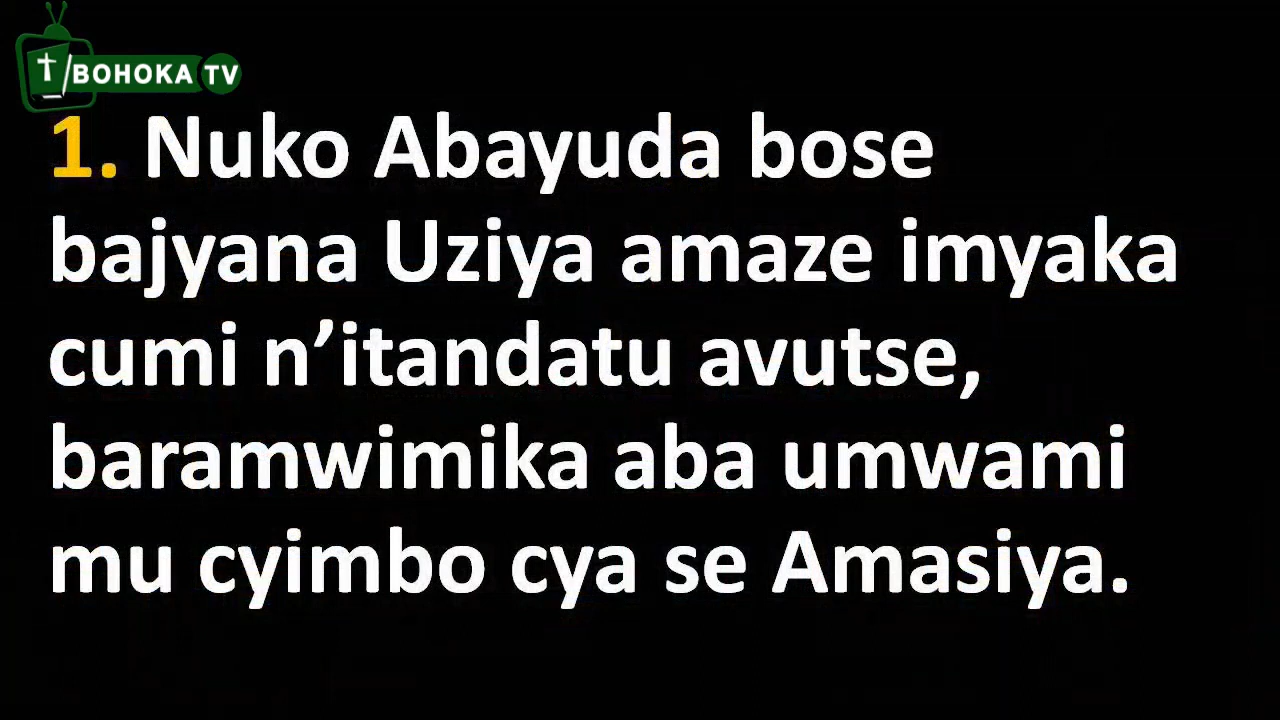 BOHOKA TV
1. Nuko Abayuda bose
bajyana Uziya amaze imyaka
cumi n’itandatu avutse,
baramwimika aba umwami
mu cyimbo cya se Amasiya.